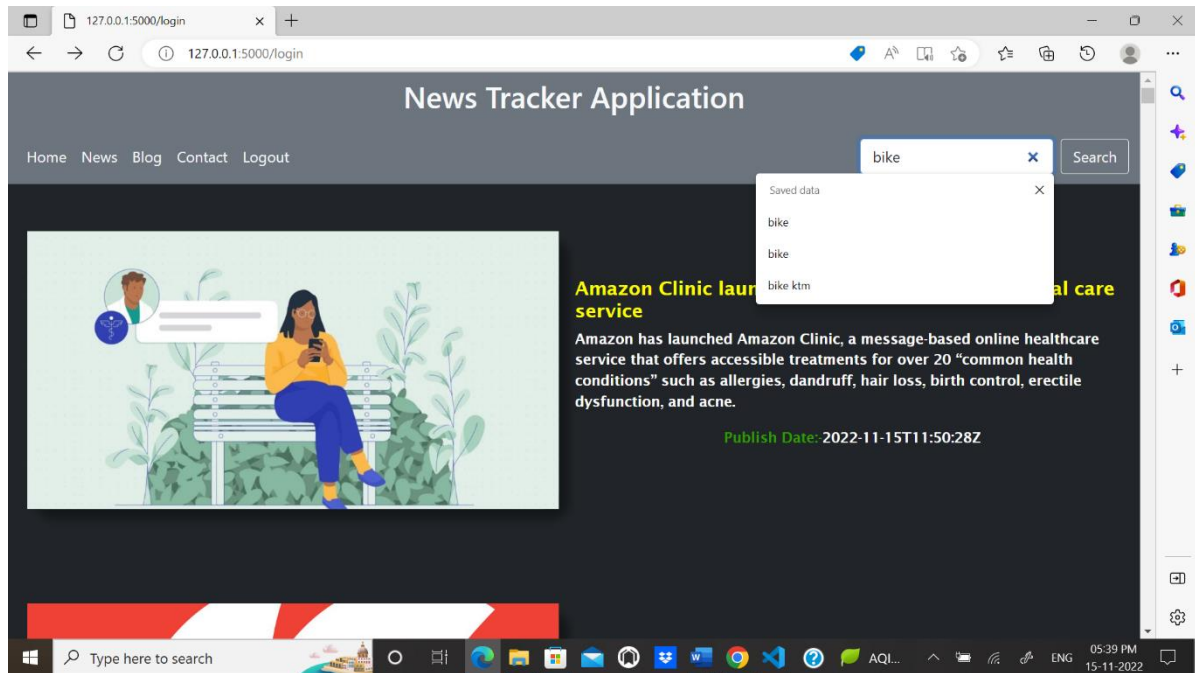 127.0.0.1:5000/login
127.0.0.1:5000/login
News Tracker Application
Home News Blog Contact Logout
bike
Search
Saved data
bike
bike
bike ktm
Amazon Clinic laun al care
service
Amazon has launched Amazon Clinic, a message-based online healthcare
service that offers accessible treatments for over 20 “common health
conditions” such as allergies, dandruff, hair loss, birth control, erectile
dysfunction, and acne.
Publish Date:-2022-11-15T11:50:28Z
Type here to search
AQI...
ENG
05:39 PM
15-11-2022